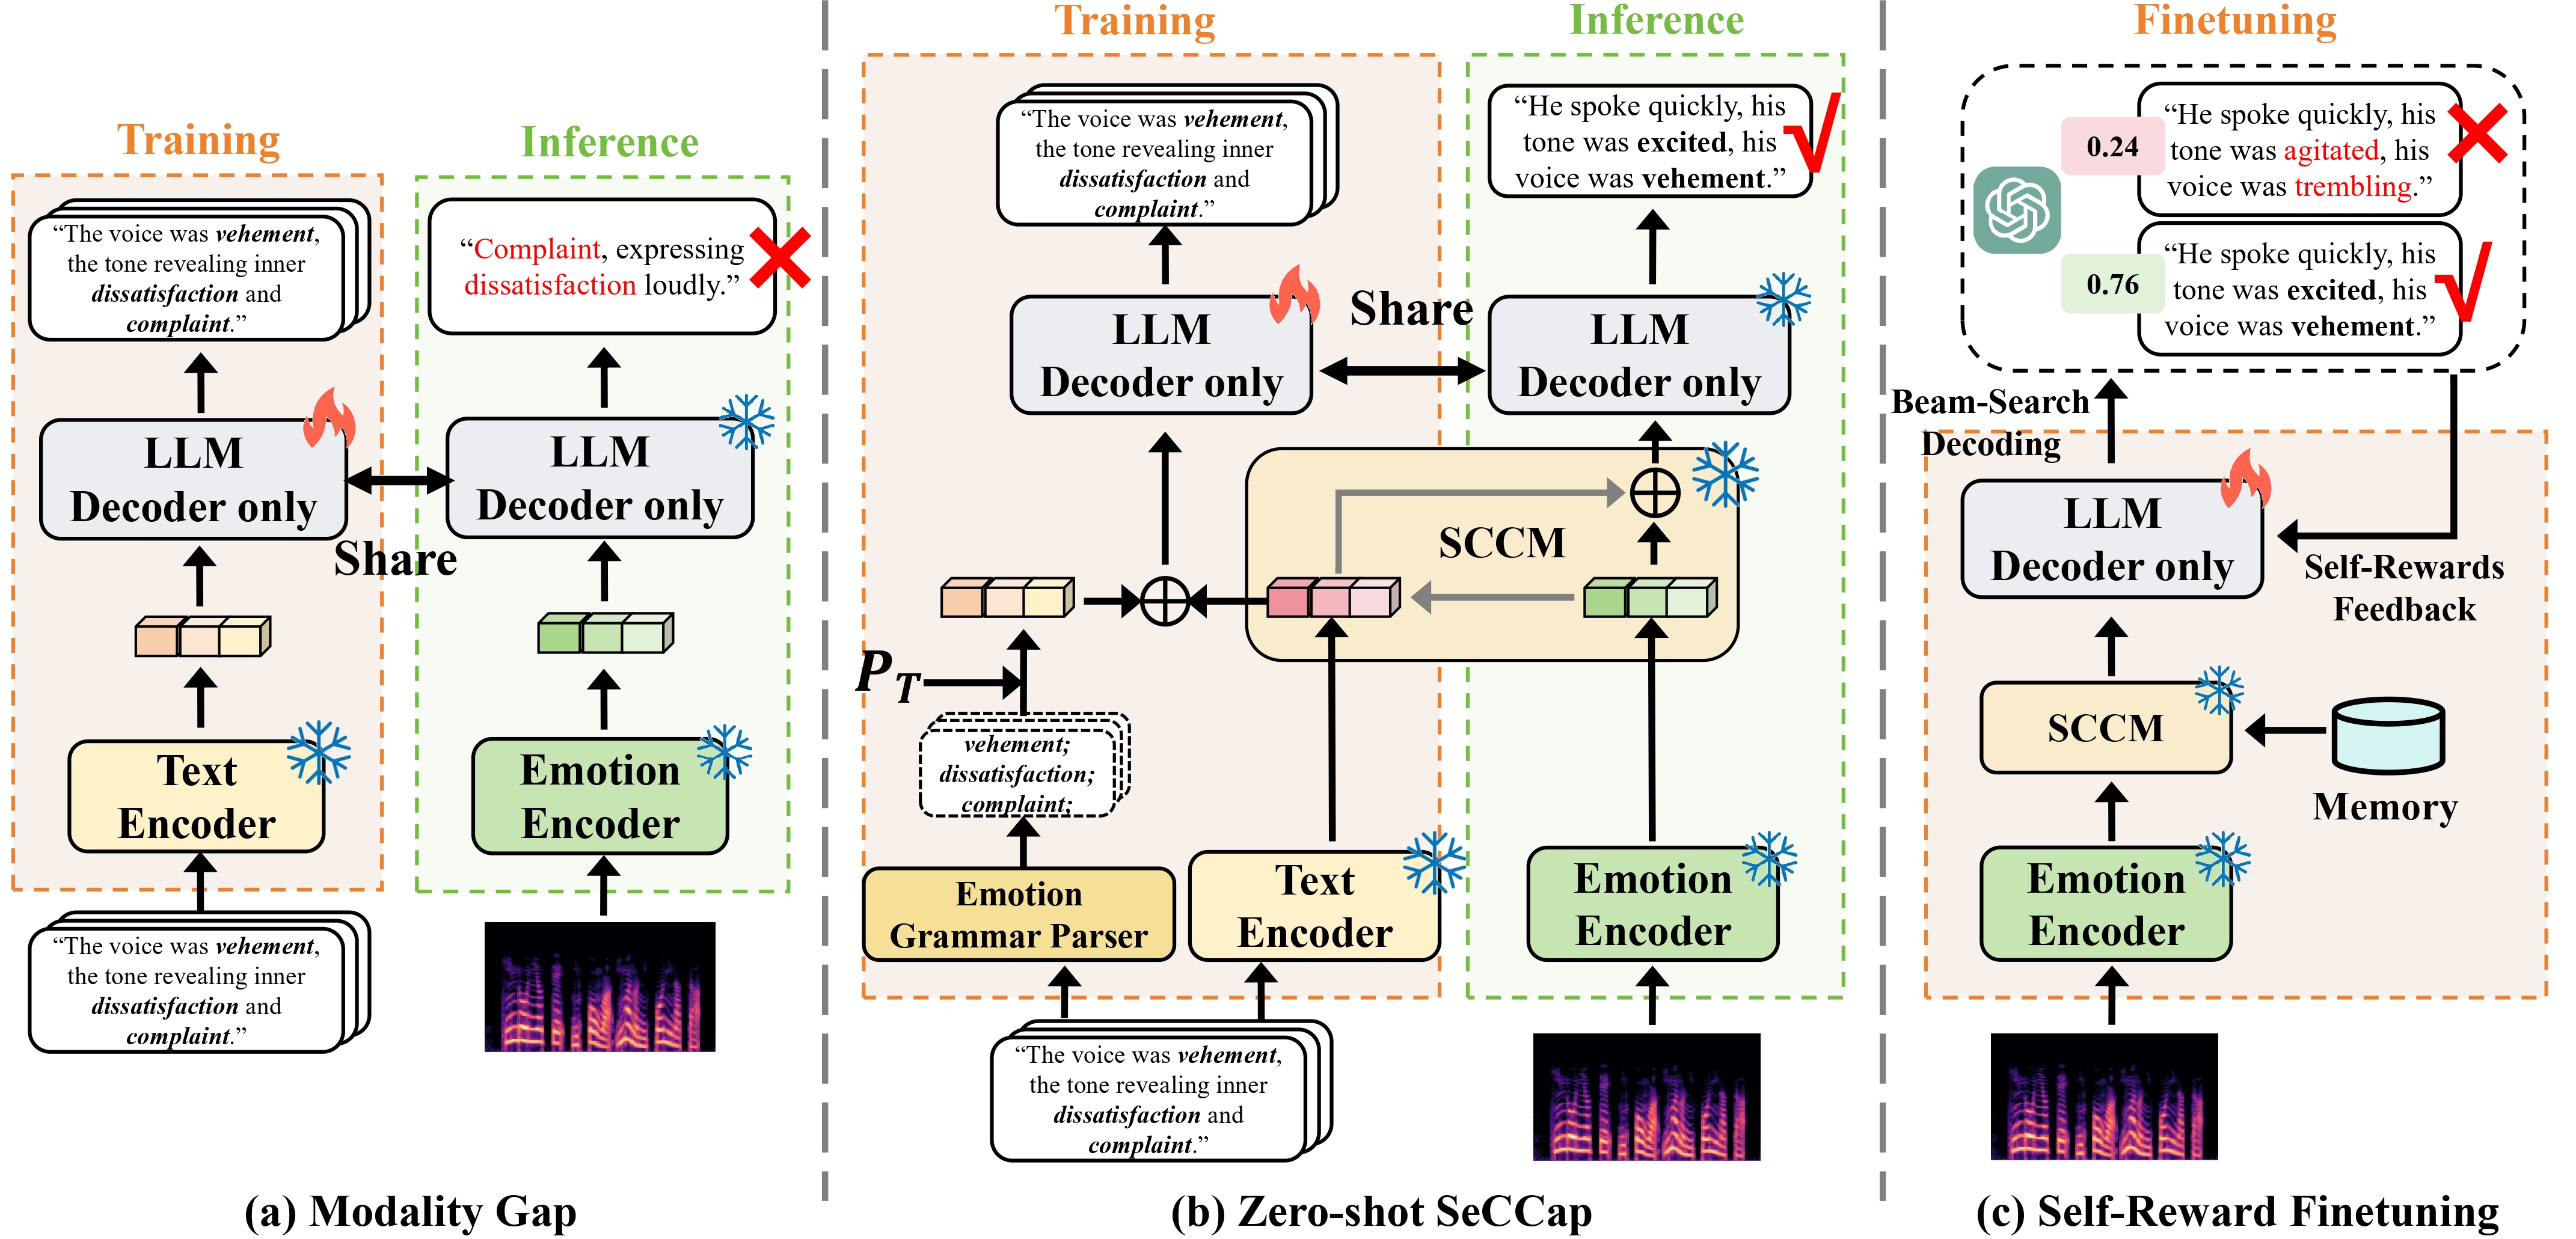 Training
Inference
“The voice was vehement,
the tone revealing inner
dissatisfaction and
complaint.”
“Complaint, expressing
dissatisfaction loudly.”
LLM
Decoder only
LLM
Decoder only
Share
Text
Encoder
Emotion
Encoder
“The voice was vehement,
the tone revealing inner
dissatisfaction and
complaint.”
(a) Modality Gap
Training
Inference
“The voice was vehement,
the tone revealing inner
dissatisfaction and
complaint.”
“He spoke quickly, his
tone was excited, his
voice was vehement.”
LLM
Decoder only
Share
LLM
Decoder only
SCCM
P_T
vehement;
dissatisfaction;
complaint;
Emotion
Grammar Parser
Text
Encoder
Emotion
Encoder
“The voice was vehement,
the tone revealing inner
dissatisfaction and
complaint.”
(b) Zero-shot SeCCap
Finetuning
0.24
“He spoke quickly, his
tone was agitated, his
voice was trembling.”
0.76
“He spoke quickly, his
tone was excited, his
voice was vehement.”
Beam-Search
Decoding
LLM
Decoder only
Self-Rewards
Feedback
SCCM
Memory
Emotion
Encoder
(c) Self-Reward Finetuning